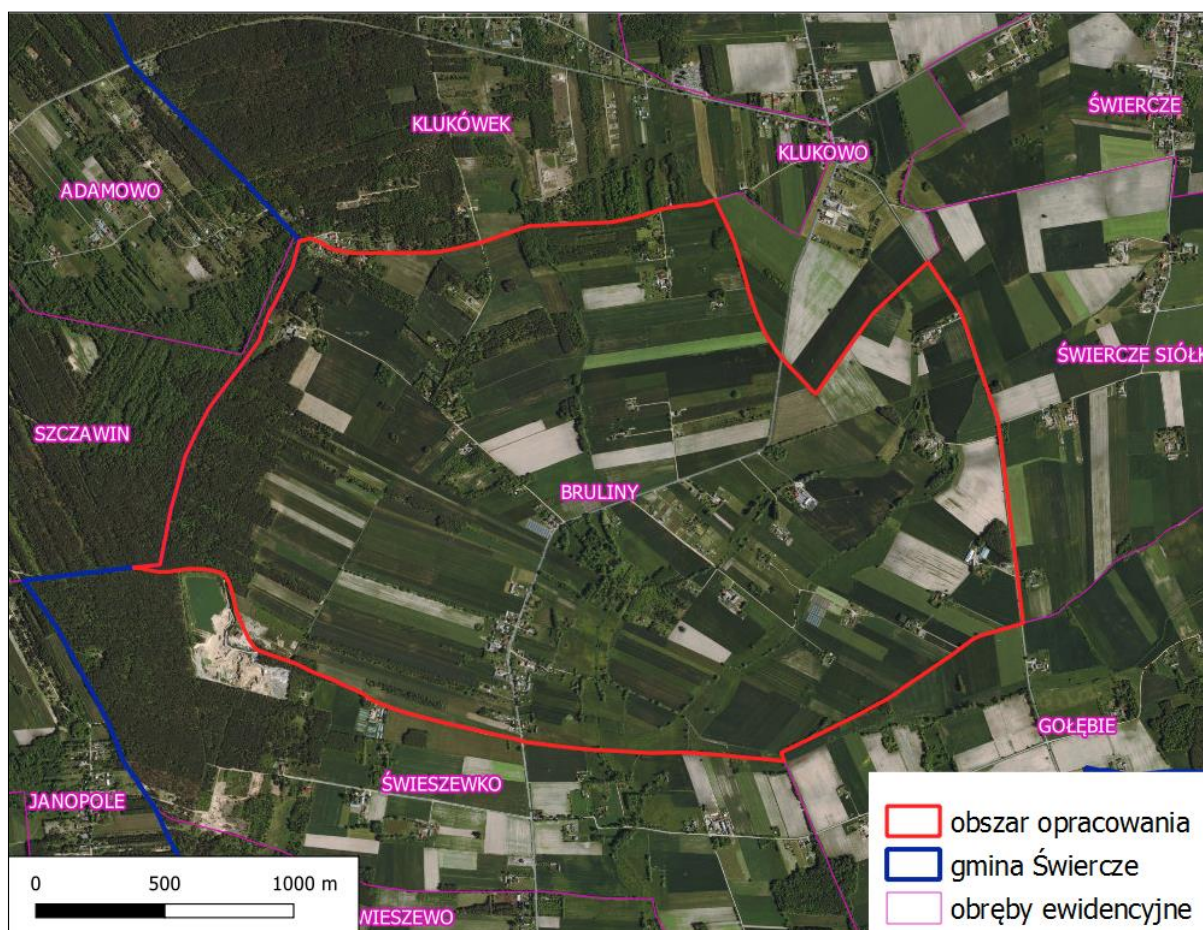 KLUKÓWEK
ŚWIERCZE
KLUKOWO
ADAMOWO
ŚWIERCZE SIÓŁK
SZCZAWIN
BRULINY
GOŁĘBIE
ŚWIESZEWKO
JANOPOLE
WIESZEWO
0 500 1000 m
obszar opracowania
gmina Świercze
obręby ewidencyjne